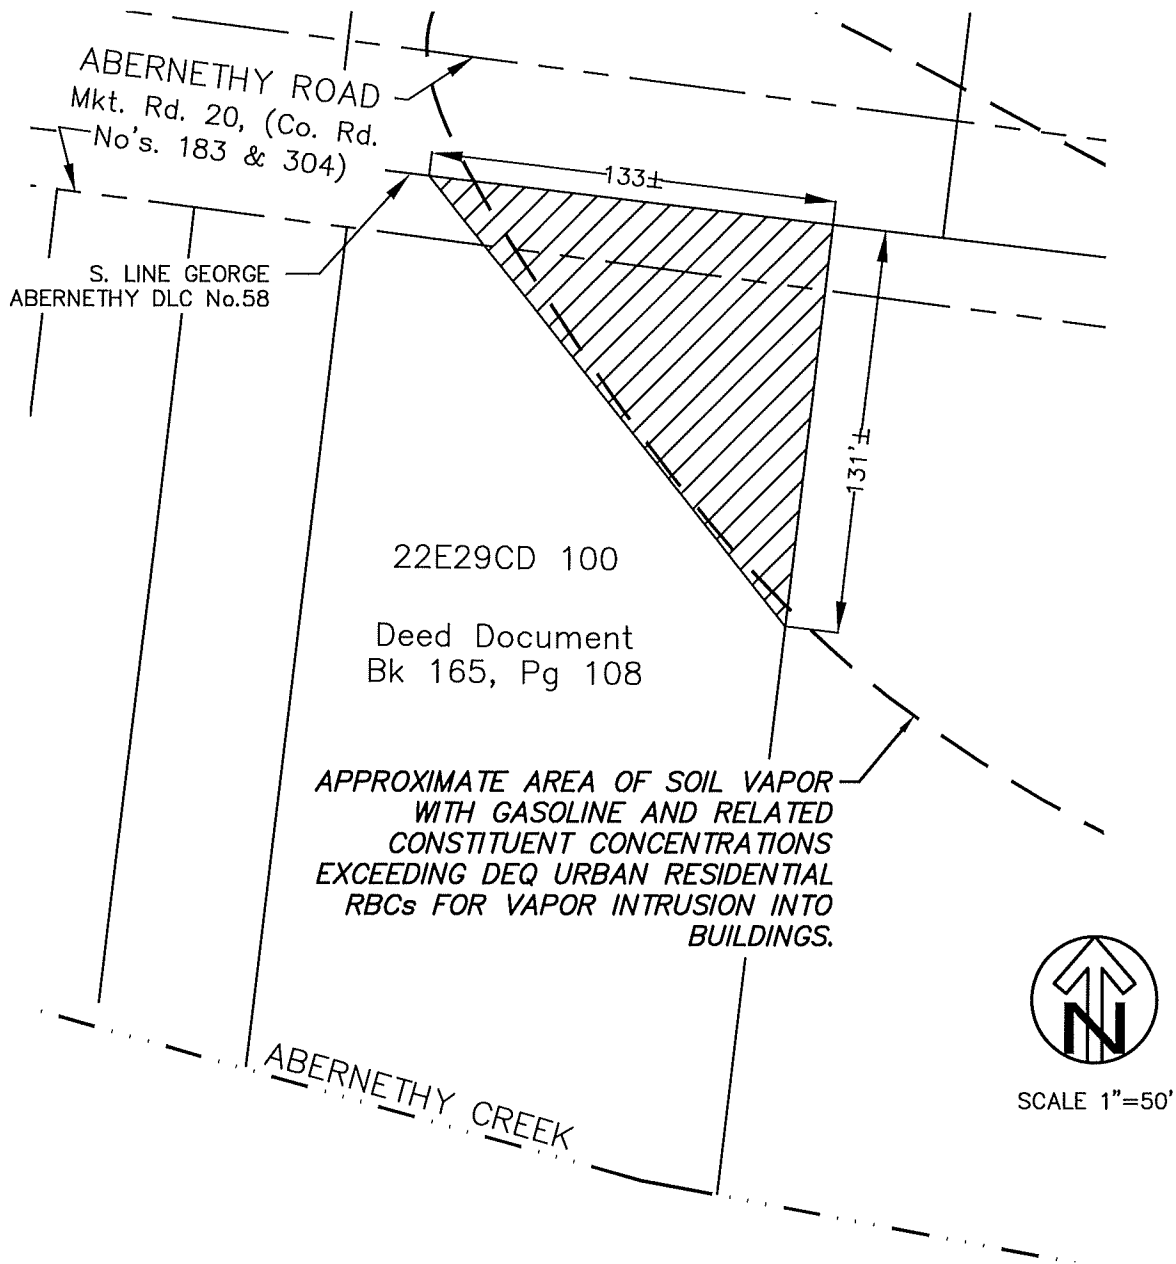 ABERNETHY ROAD
Mkt. Rd. 20, (Co. Rd.
No's. 183 & 304)
133±
S. LINE GEORGE
ABERNETHY DLC No.58
131'±
22E29CD 100
Deed Document
Bk 165, Pg 108
APPROXIMATE AREA OF SOIL VAPOR
WITH GASOLINE AND RELATED
CONSTITUENT CONCENTRATIONS
EXCEEDING DEQ URBAN RESIDENTIAL
RBCs FOR VAPOR INTRUSION INTO
BUILDINGS.
N
SCALE 1"=50'
ABERNETHY CREEK